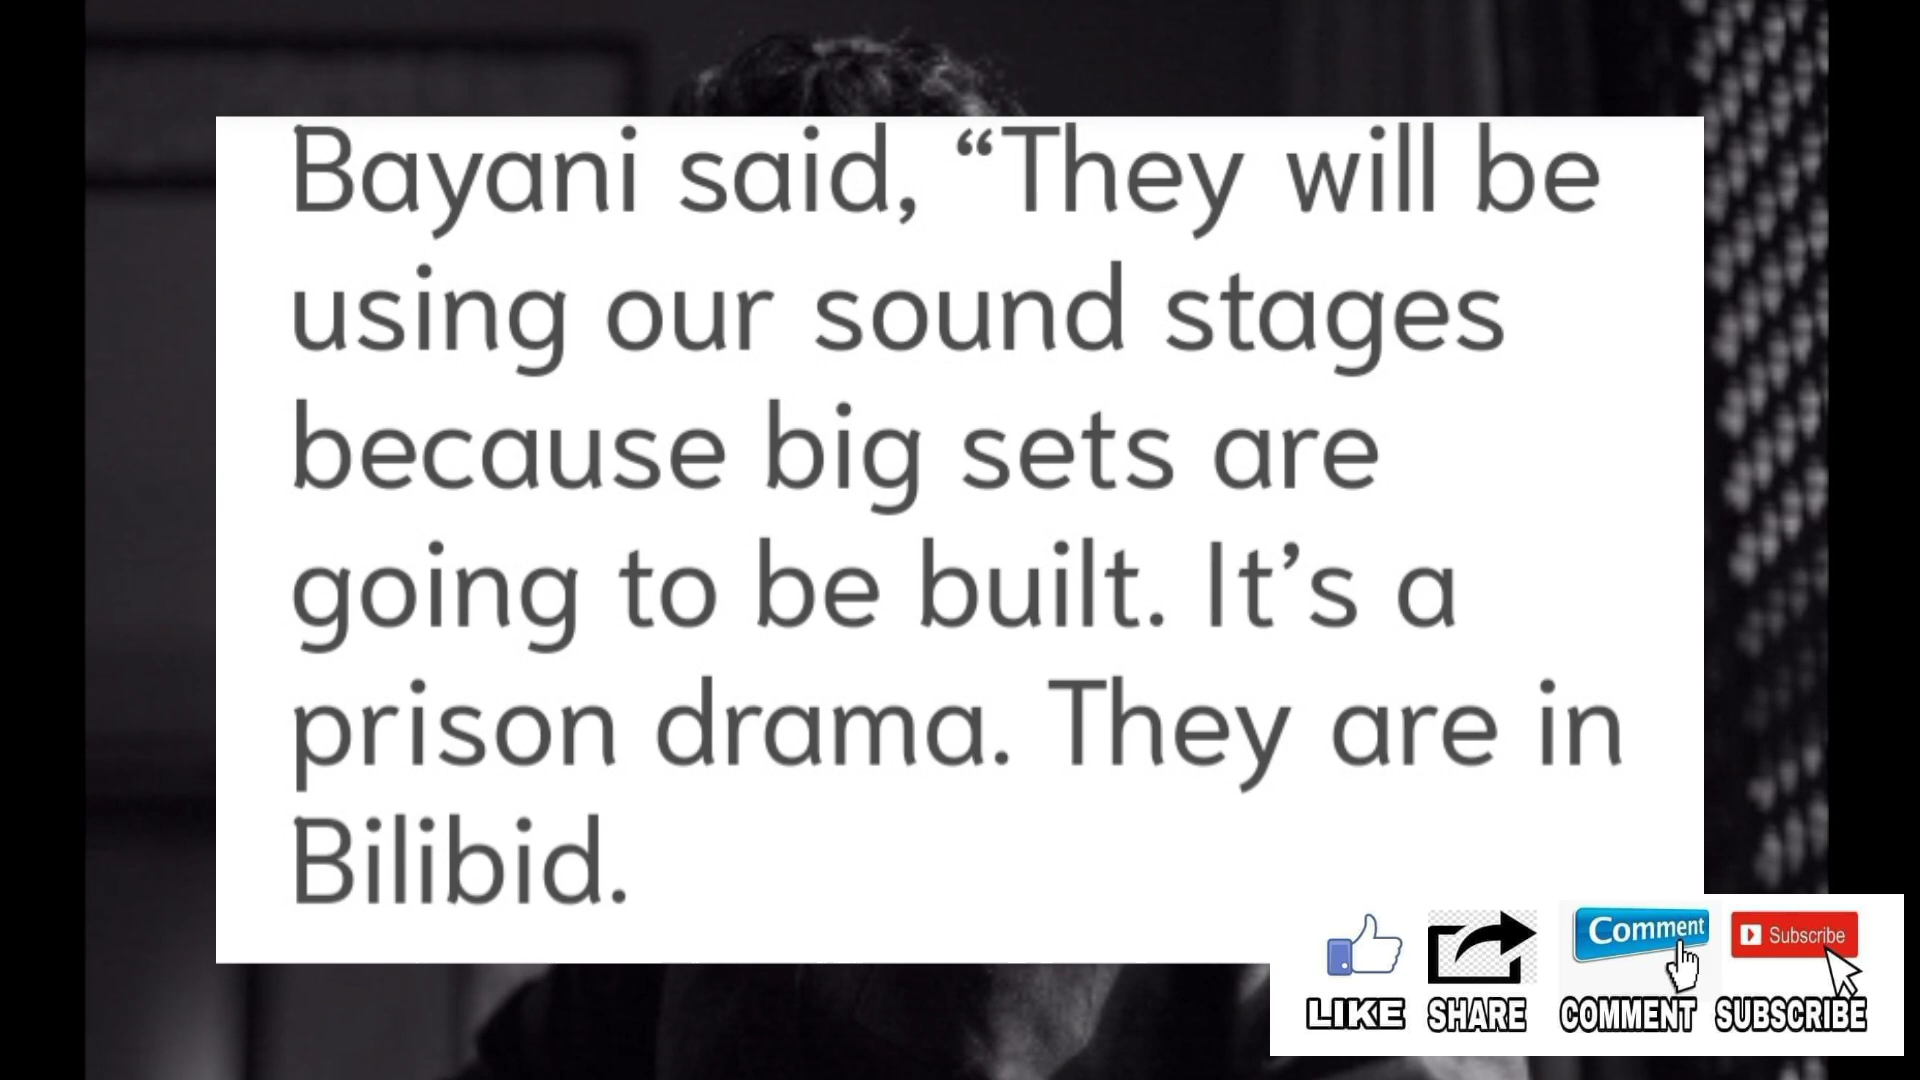 Bayani said, “They will be
using our sound stages
because big sets are
going to be built. It’s a
prison drama. They are in
Bilibid.
Comment
Subscribe
LIKE SHARE COMMENT SUBSCRIBE